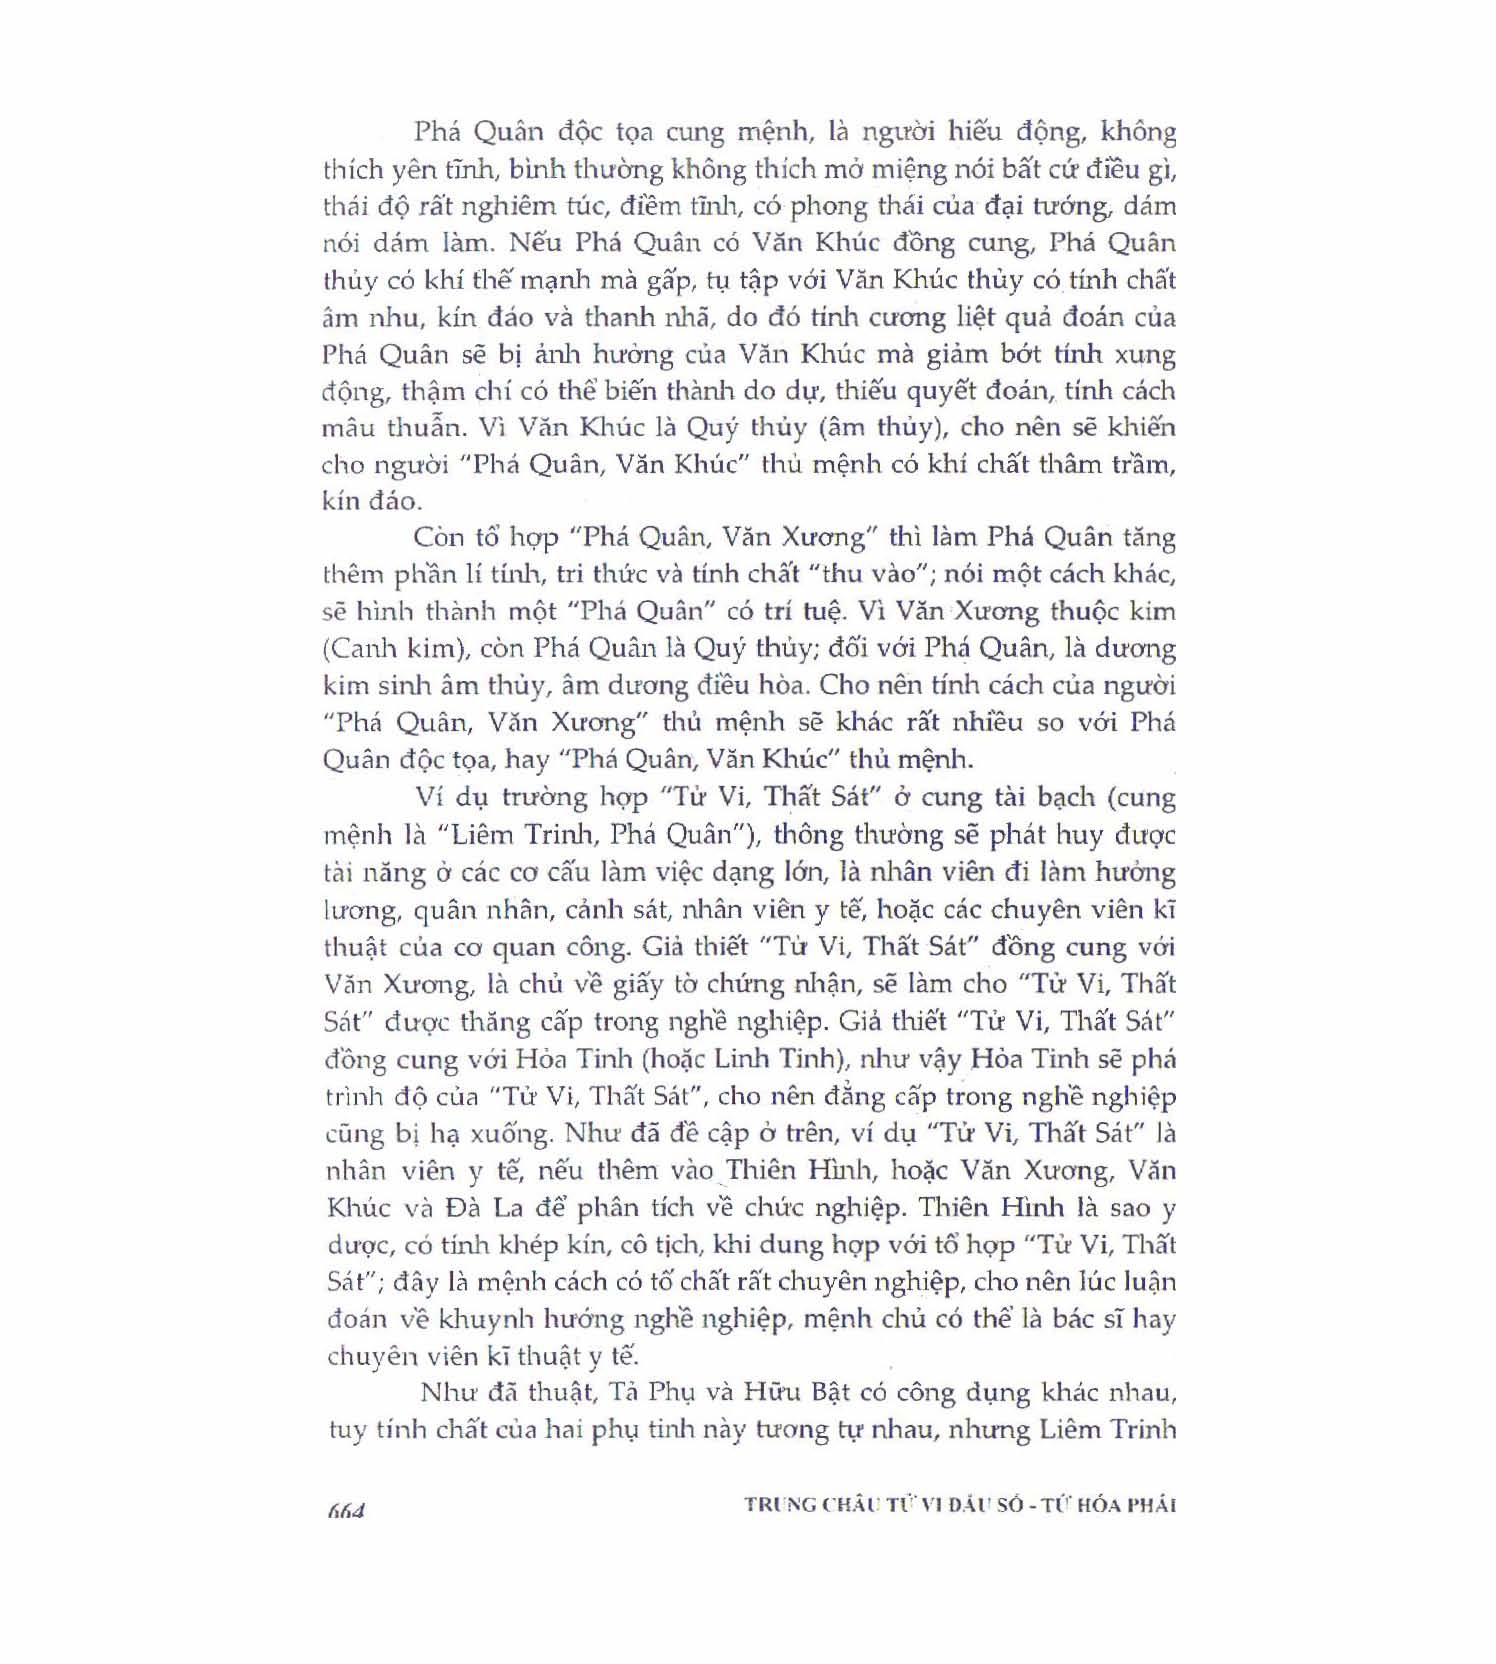 Phá Quân độc tọa cung mệnh, là người hiếu động, không
thích yên tĩnh, bình thường không thích mở miệng nói bất cứ điều gì,
thái độ rất nghiêm túc, điềm tĩnh, có phong thái của đại tướng, dám
nói dám làm. Nếu Phá Quân có Văn Khúc đồng cung, Phá Quân
thủy có khí thế mạnh mà gấp, tụ tập với Văn Khúc thủy có tính chất
âm nhu, kín đáo và thanh nhã, do đó tính cương liệt quả đoán của
Phá Quân sẽ bị ảnh hưởng của Văn Khúc mà giảm bớt tính xung
động, thậm chí có thể biến thành do dự, thiếu quyết đoán, tính cách
mâu thuẫn. Vì Văn Khúc là Quý thủy (âm thủy), cho nên sẽ khiến
cho người "Phá Quân, Văn Khúc" thủ mệnh có khí chất thâm trầm,
kín đáo.
Còn tổ hợp "Phá Quân, Văn Xương" thì làm Phá Quân tăng
thêm phần lí tính, tri thức và tính chất "thu vào"; nói một cách khác,
sẽ hình thành một "Phá Quân" có trí tuệ. Vì Văn Xương thuộc kim
(Canh kim), còn Phá Quân là Quý thủy; đối với Phá Quân, là dương
kim sinh âm thủy, âm dương điều hòa. Cho nên tính cách của người
"Phá Quân, Văn Xương" thủ mệnh sẽ khác rất nhiều so với Phá
Quân độc tọa, hay "Phá Quân, Văn Khúc" thủ mệnh.
Ví dụ trường hợp "Tử Vi, Thất Sát" ở cung tài bạch (cung
mệnh là "Liêm Trinh, Phá Quân"), thông thường sẽ phát huy được
tài năng ở các cơ cấu làm việc dạng lớn, là nhân viên đi làm hưởng
lương, quân nhân, cảnh sát, nhân viên y tế, hoặc các chuyên viên kĩ
thuật của cơ quan công. Giả thiết "Tử Vi, Thất Sát" đồng cung với
Văn Xương, là chủ về giấy tờ chứng nhận, sẽ làm cho "Tử Vi, Thất
Sát" được thăng cấp trong nghề nghiệp. Giả thiết "Tử Vi, Thất Sát"
đồng cung với Hỏa Tinh (hoặc Linh Tinh), như vậy Hỏa Tinh sẽ phá
trình độ của "Tử Vi, Thất Sát", cho nên đẳng cấp trong nghề nghiệp
cũng bị hạ xuống. Như đã đề cập ở trên, ví dụ "Tử Vi, Thất Sát" là
nhân viên y tế, nếu thêm vào Thiên Hình, hoặc Văn Xương, Văn
Khúc và Đà La để phân tích về chức nghiệp. Thiên Hình là sao y
dược, có tính khép kín, cô tịch, khi dung hợp với tổ hợp "Tử Vi, Thất
Sát"; đây là mệnh cách có tố chất rất chuyên nghiệp, cho nên lúc luận
đoán về khuynh hướng nghề nghiệp, mệnh chủ có thể là bác sĩ hay
chuyên viên kĩ thuật y tế.
Như đã thuật, Tả Phụ và Hữu Bật có công dụng khác nhau,
tuy tính chất của hai phụ tinh này tương tự nhau, nhưng Liêm Trinh
664 TRUNG CHÂU TỬ VI ĐẨU SỐ - TỨ HÓA PHÁI